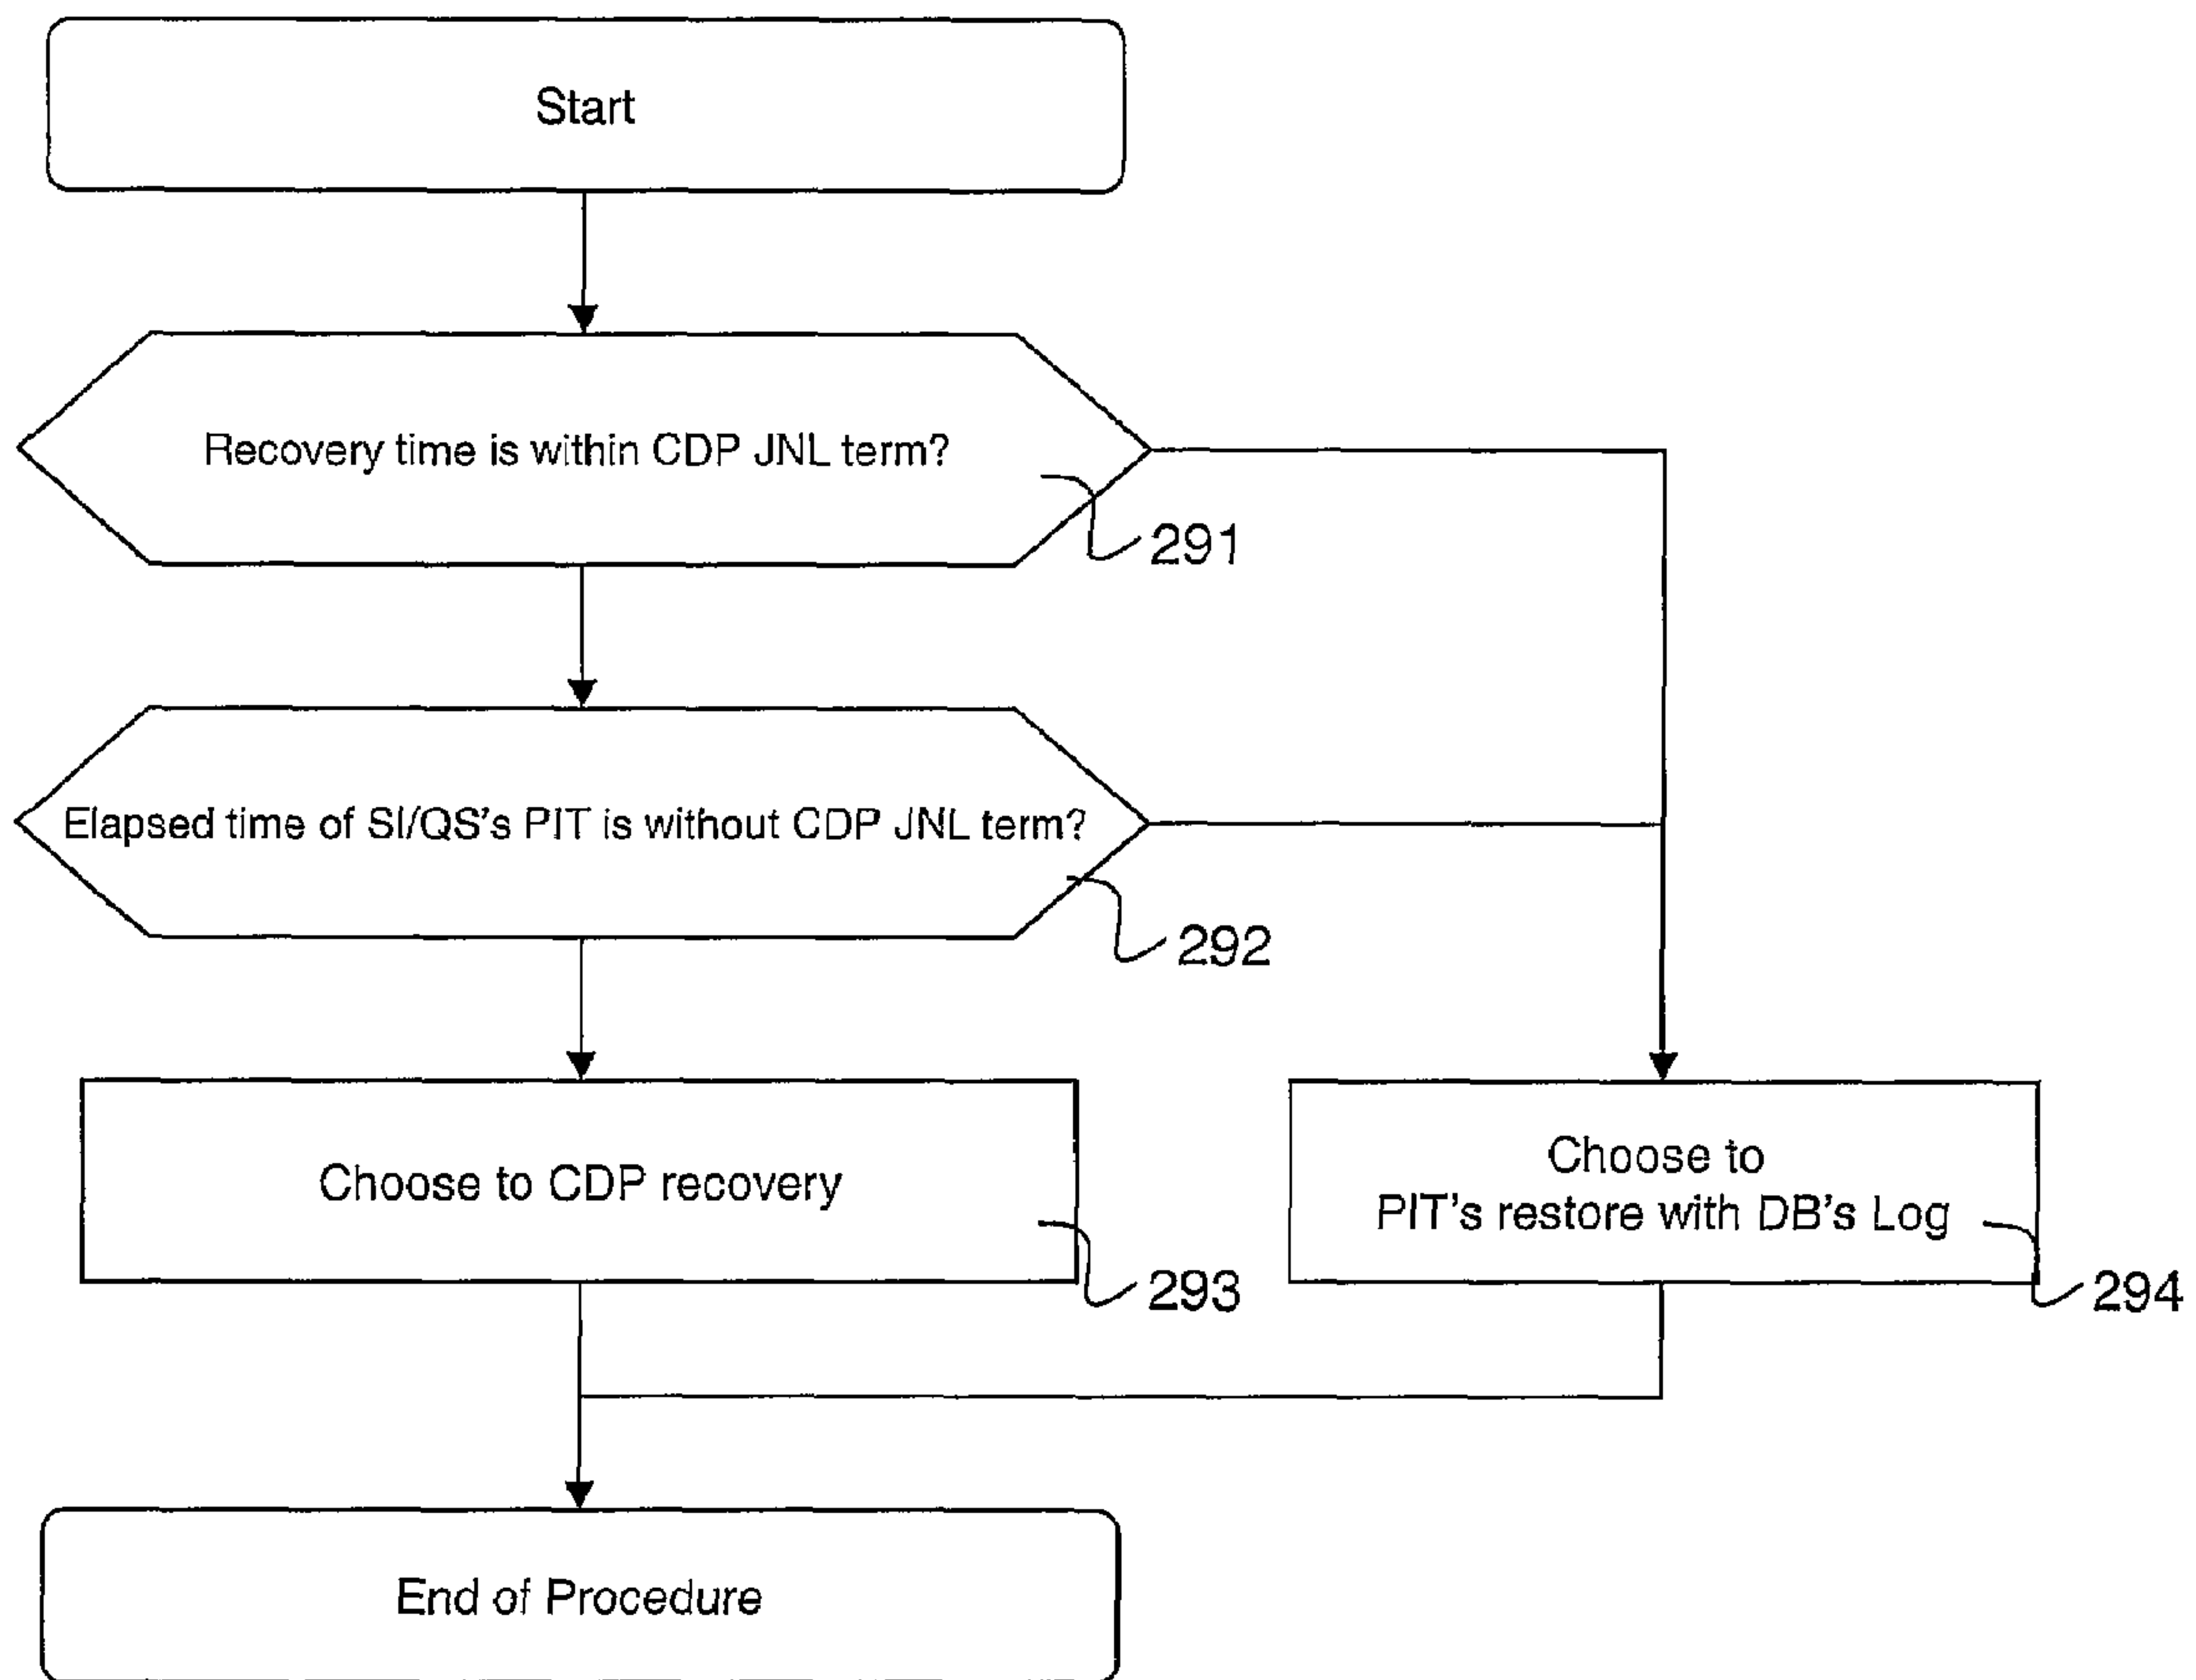 Start
Recovery time is within CDP JNL term?
291
Elapsed time of SI/QS's PIT is without CDP JNL term?
292
Choose to CDP recovery
293
Choose to
PIT's restore with DB's Log
294
End of Procedure